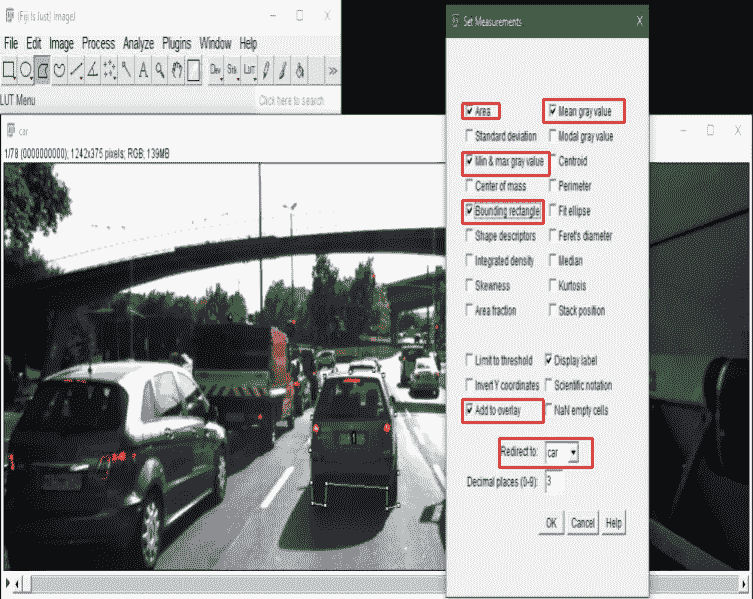 (Fiji Is Just) ImageJ
File Edit Image Process Analyze Plugins Window Help
Dev Stk LUT
LUT Menu
Click here to search
car
1/78 (0000000000); 1242x375 pixels; RGB; 139MB
1
Set Measurements
Area Mean gray value
Standard deviation Modal gray value
Min & max gray value Centroid
Center of mass Perimeter
Bounding rectangle Fit ellipse
Shape descriptors Feret's diameter
Integrated density Median
Skewness Kurtosis
Area fraction Stack position
Limit to threshold Display label
Invert Y coordinates Scientific notation
Add to overlay NaN empty cells
Redirect to: car
Decimal places (0-9): 3
OK Cancel Help